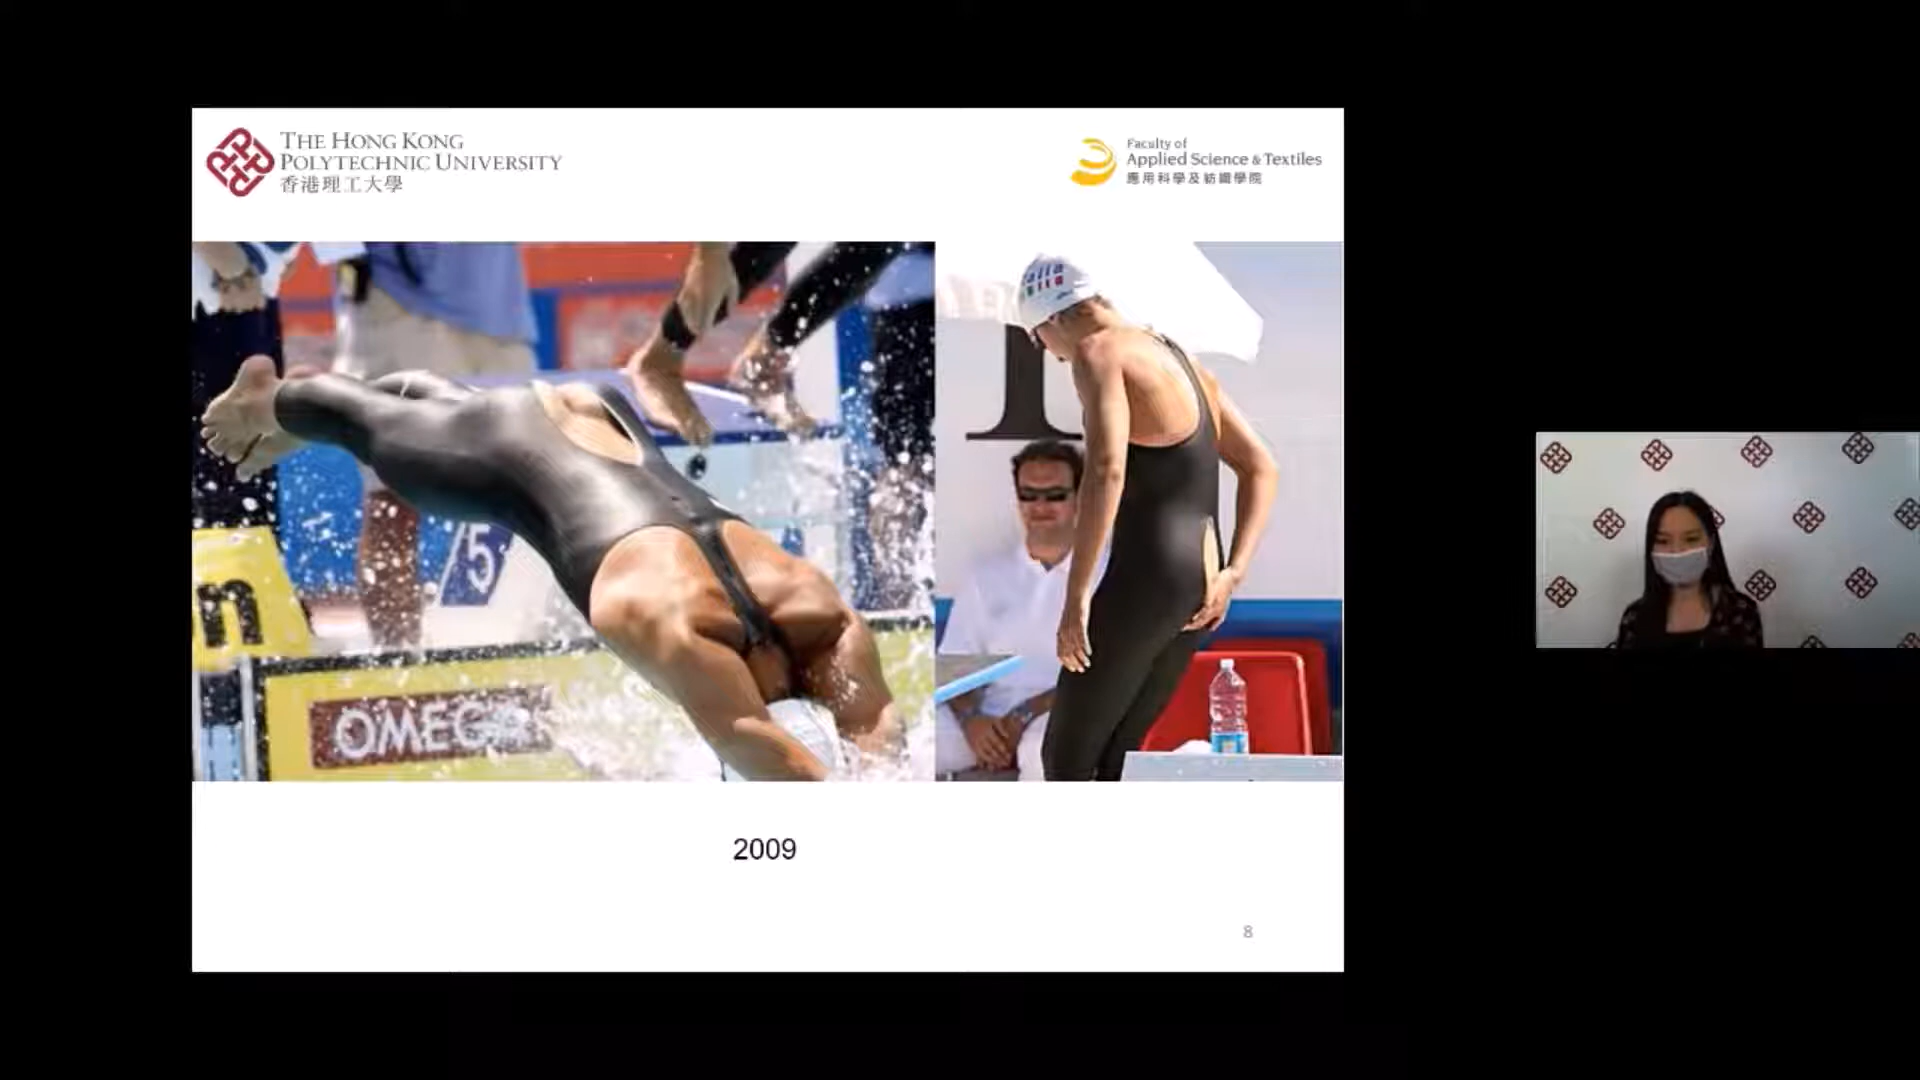 THE HONG KONG
POLYTECHNIC UNIVERSITY
香港理工大學
Faculty of
Applied Science & Textiles
應用科學及紡織學院
5
n
OMEGA
2009
8